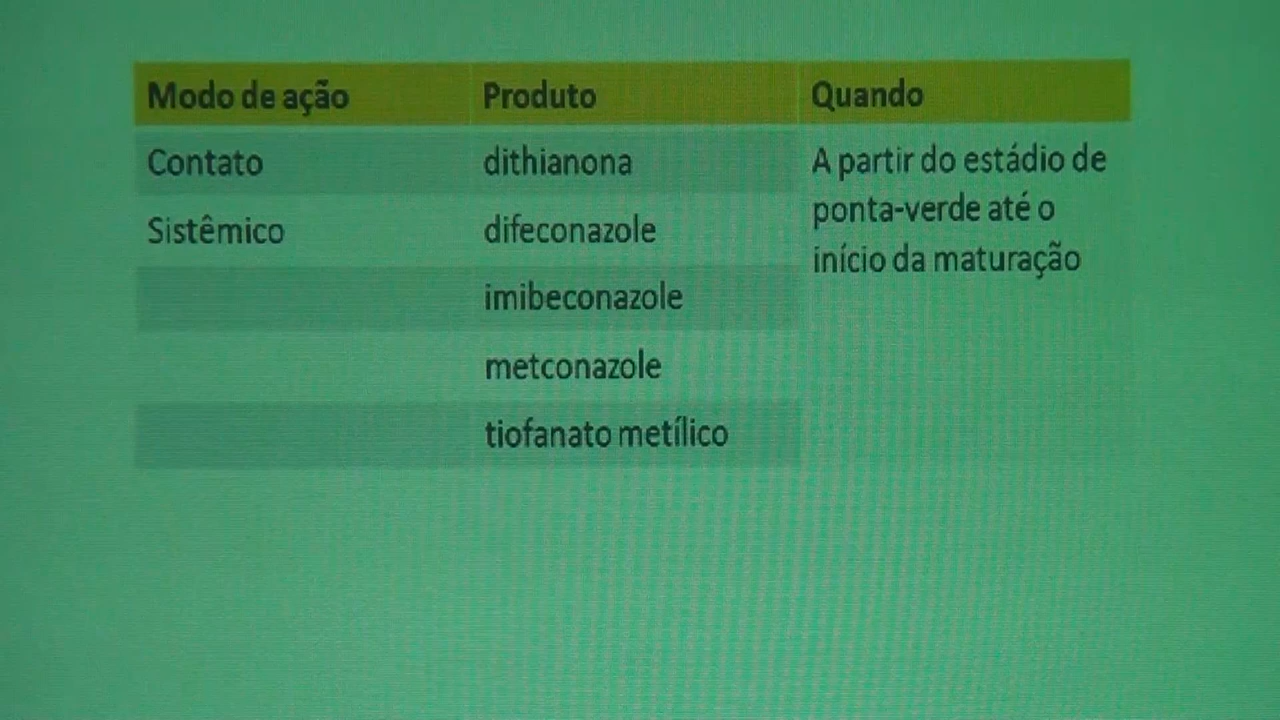 Modo de ação Produto Quando
Contato dithianona A partir do estádio de
ponta-verde até o
Sistêmico difeconazole
início da maturação
imibeconazole
metconazole
tiofanato metílico